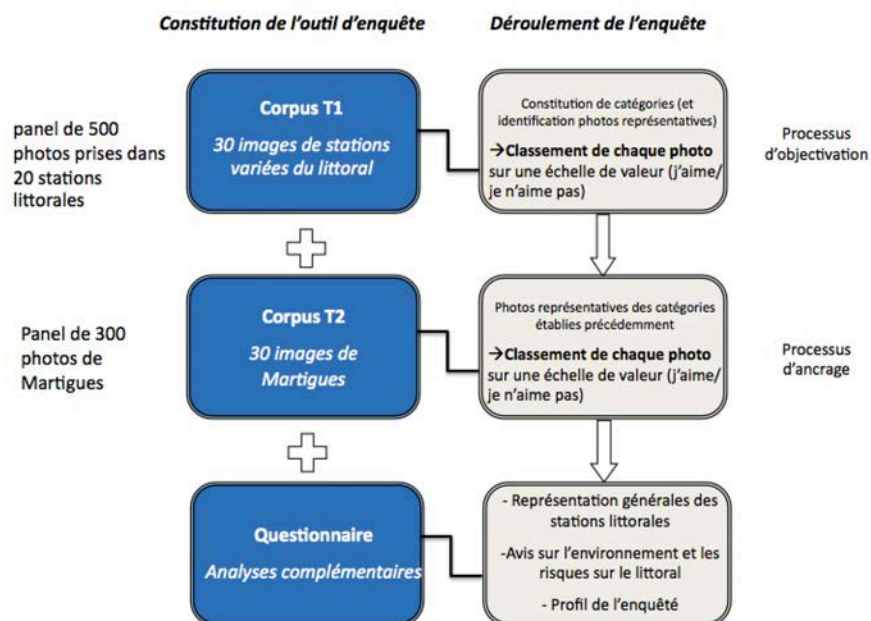 Constitution de l'outil d'enquête
Déroulement de l'enquête
panel de 500
photos prises dans
20 stations
littorales
Corpus T1
30 images de stations
variées du littoral
Constitution de catégories (et
identification photos représentatives)
→Classement de chaque photo
sur une échelle de valeur (j'aime/
je n'aime pas)
Processus
d'objectivation
Panel de 300
photos de
Martigues
Corpus T2
30 images de
Martigues
Photos représentatives des catégories
établies précédemment
→Classement de chaque photo
sur une échelle de valeur (j'aime/
je n'aime pas)
Processus
d'ancrage
Questionnaire
Analyses complémentaires
- Représentation générales des
stations littorales
-Avis sur l'environnement et les
risques sur le littoral
- Profil de l'enquêté